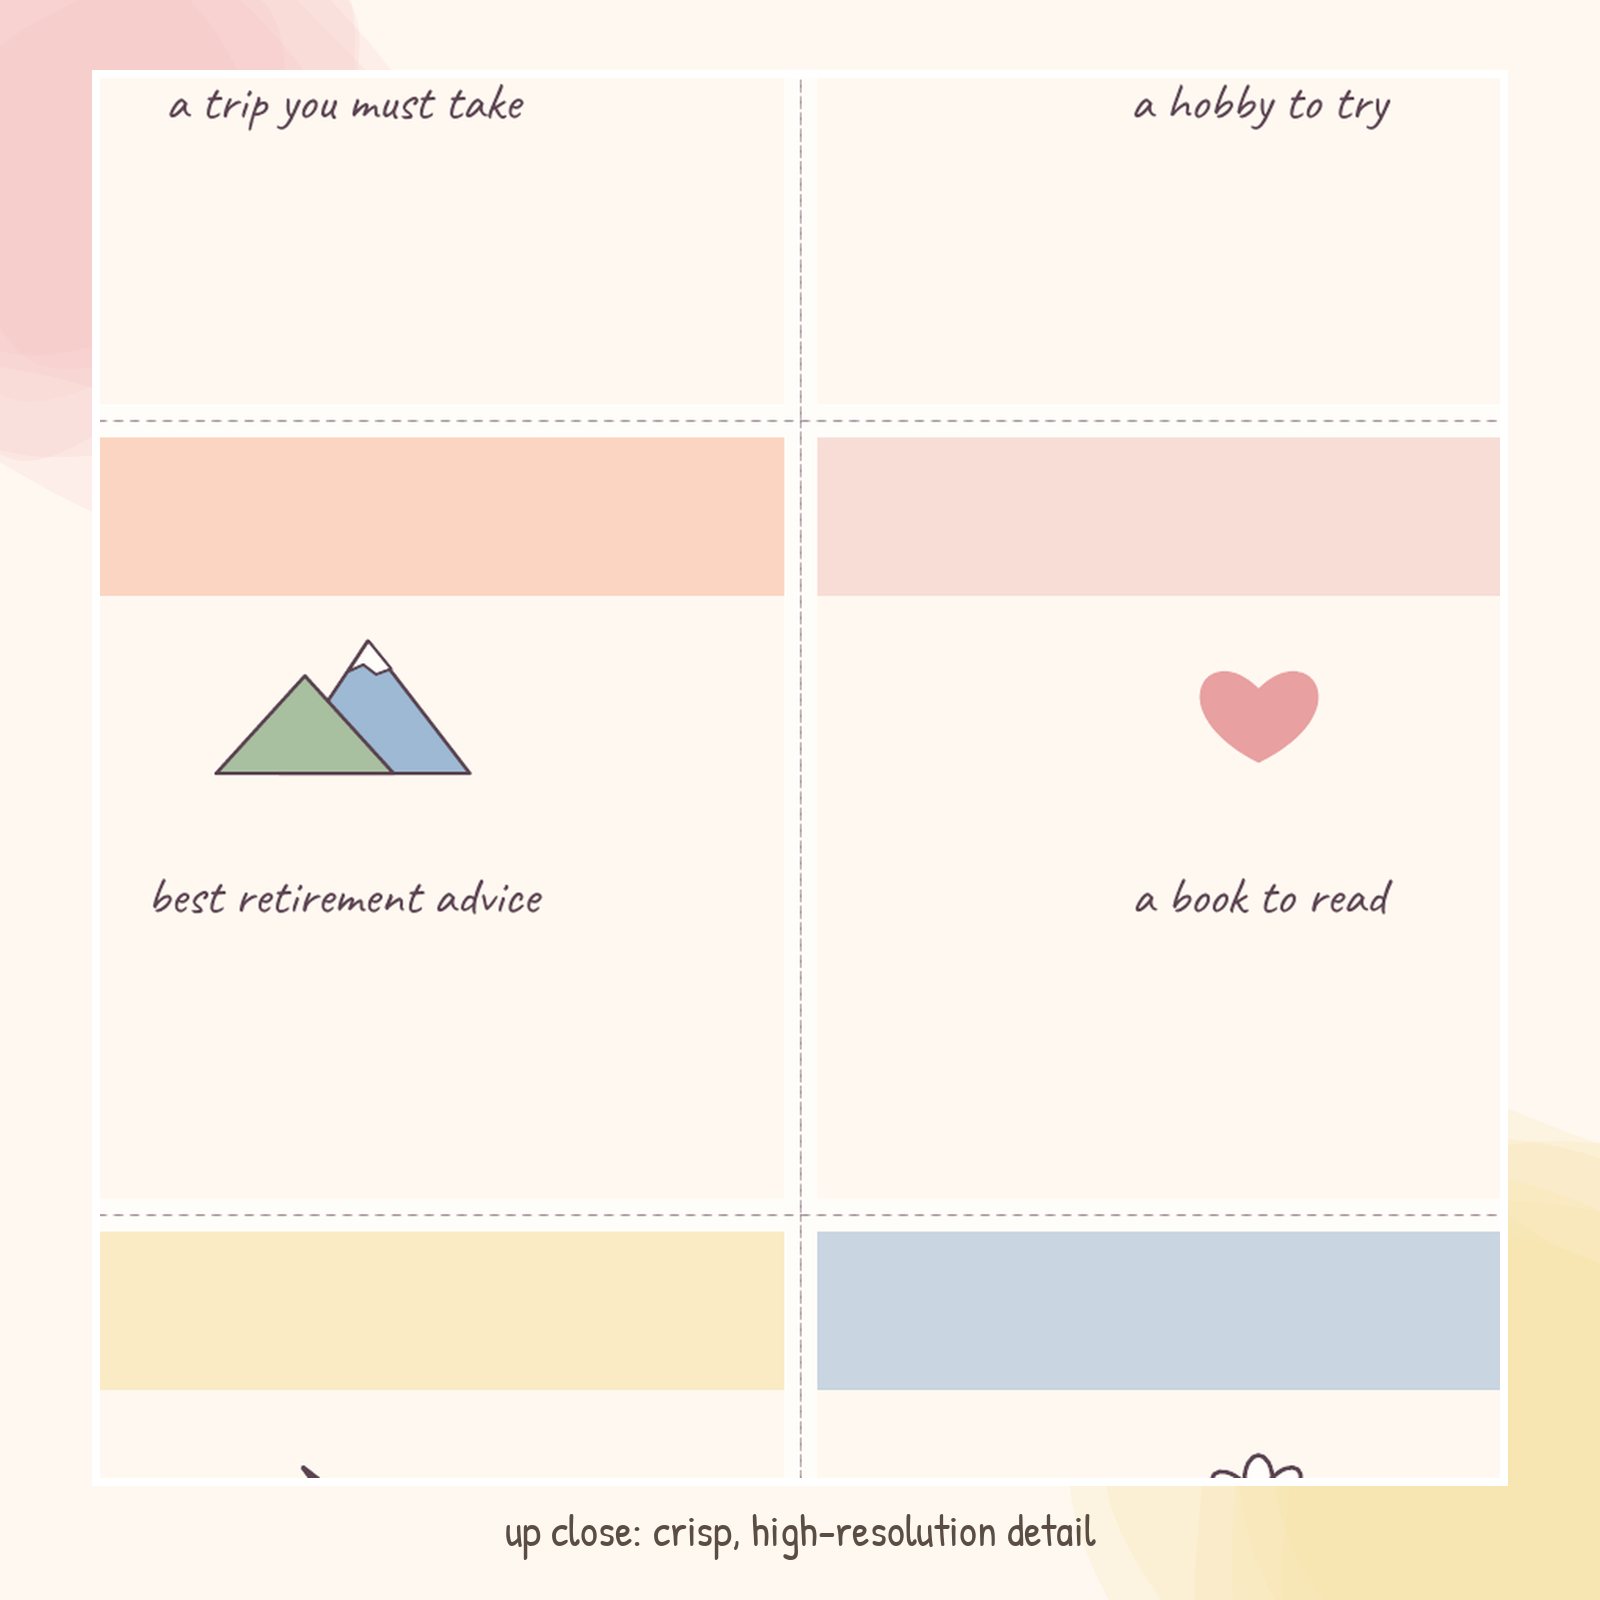 a trip you must take
a hobby to try
best retirement advice
a book to read
up close: crisp, high-resolution detail